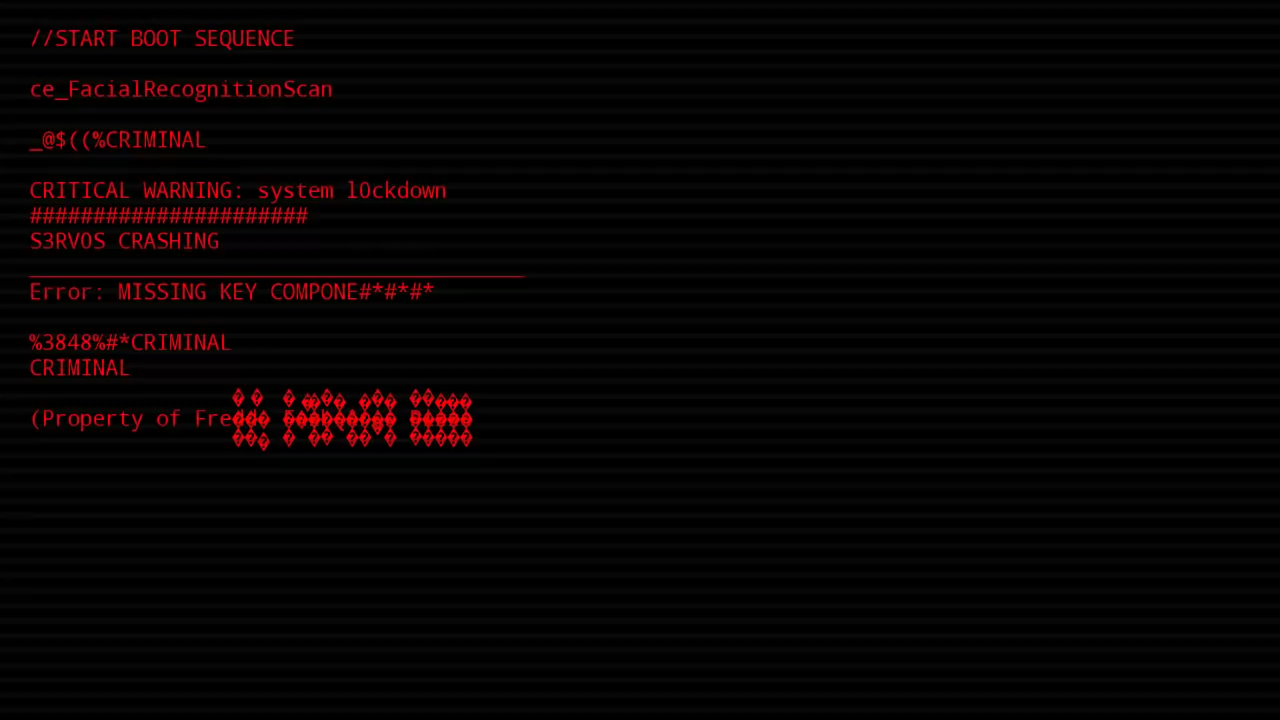 //START BOOT SEQUENCE
ce_FacialRecognitionScan
_@$((%CRIMINAL
CRITICAL WARNING: system l0ckdown
######################
S3RVOS CRASHING
_______________________________________
Error: MISSING KEY COMPONE#*#*#*
%3848%#*CRIMINAL
CRIMINAL
(Property of Fre